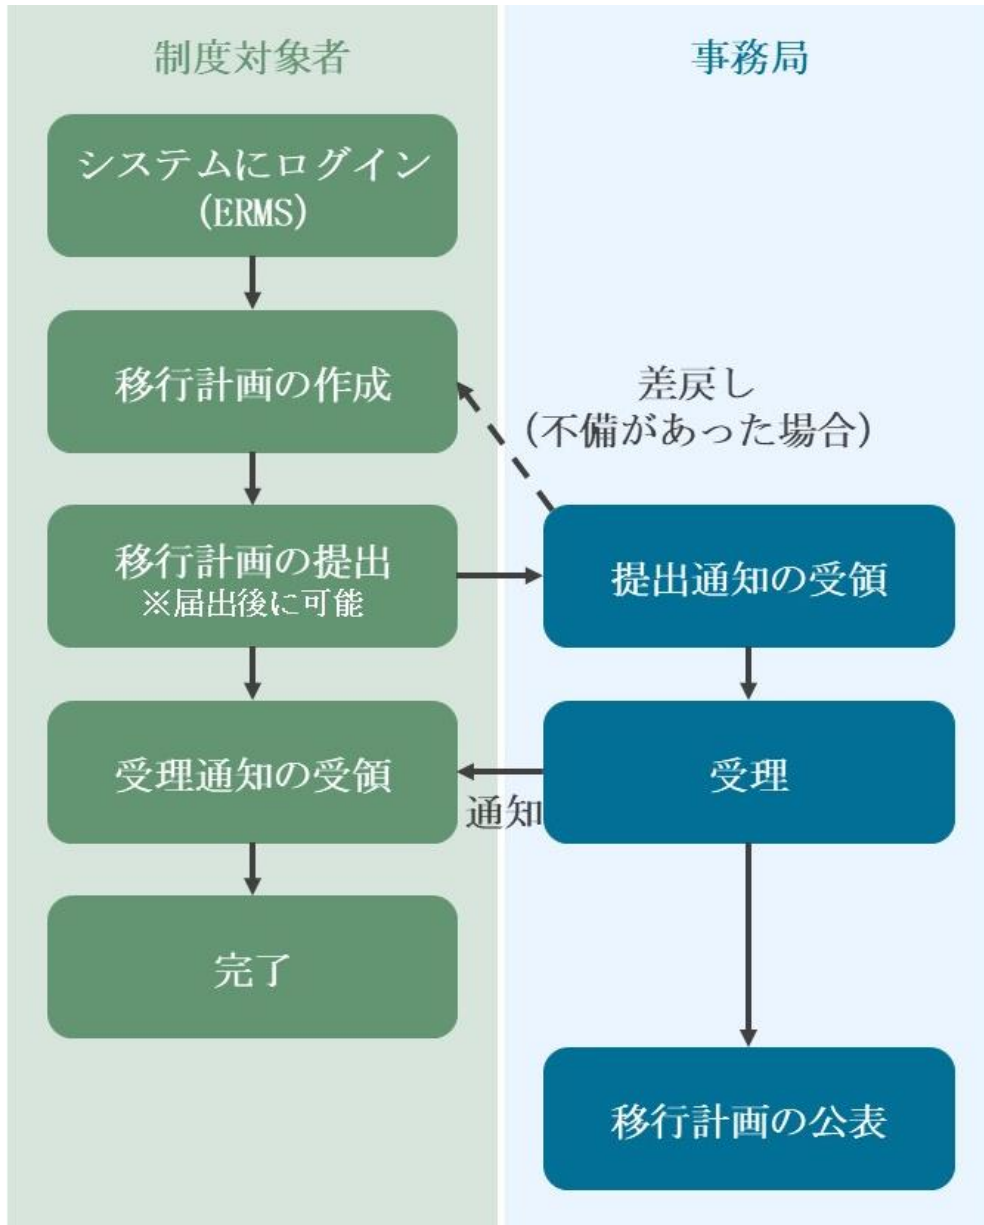 制度対象者
事務局
システムにログイン
(ERMS)
移行計画の作成
差戻し
(不備があった場合)
移行計画の提出
※届出後に可能
提出通知の受領
受理通知の受領
通知
受理
完了
移行計画の公表